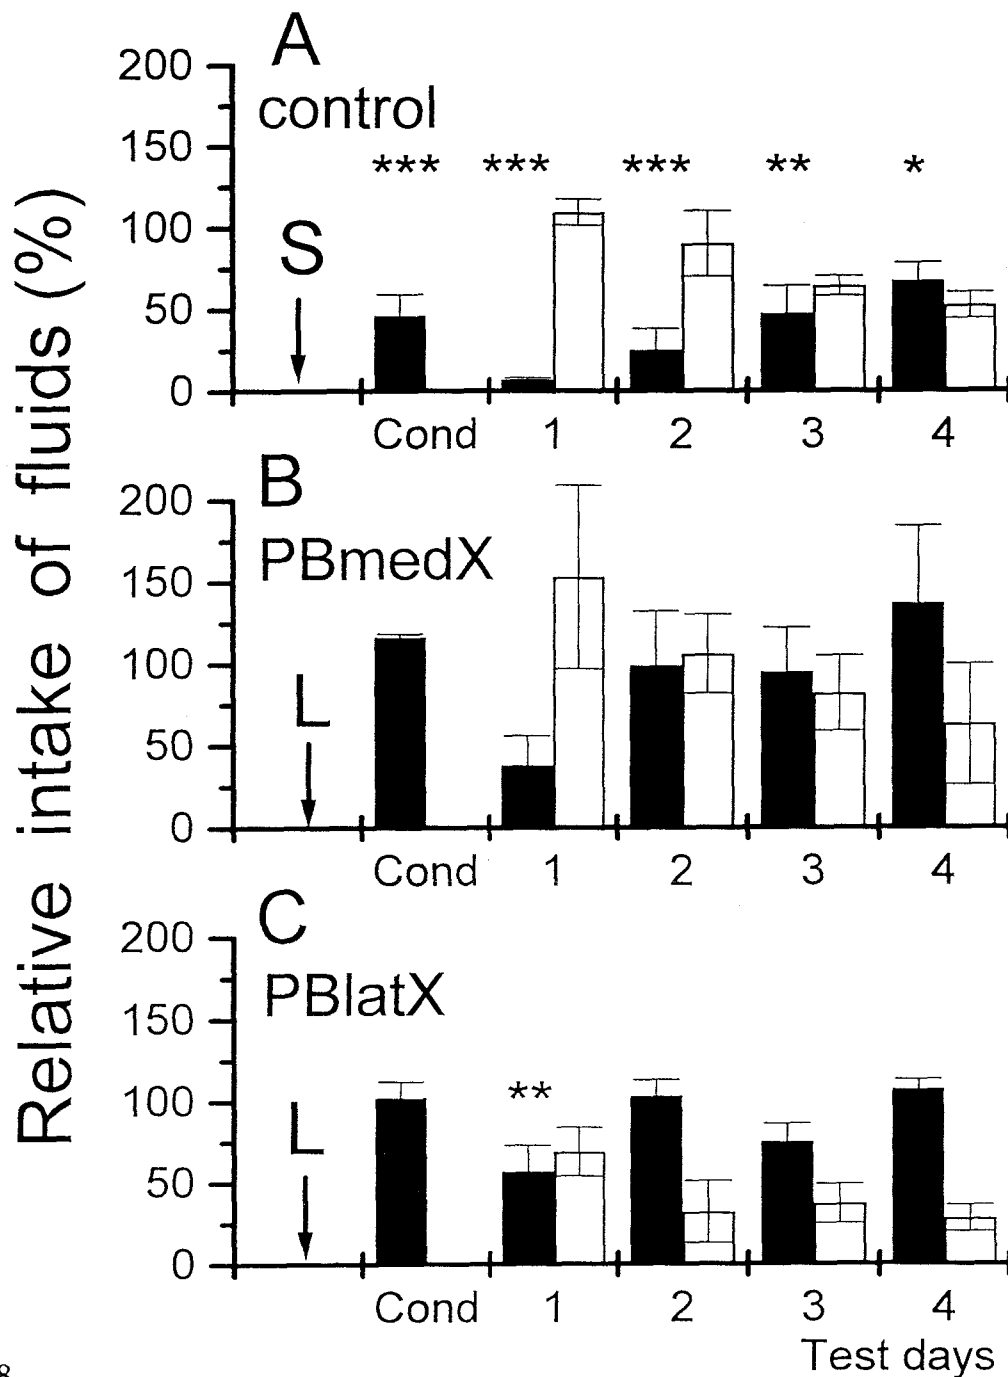 Relative intake of fluids (%)
A
control
200
150
100
50
0
S
*** *** *** ** *
Cond 1 2 3 4
B
PBmedX
200
150
100
50
0
L
Cond 1 2 3 4
C
PBlatX
200
150
100
50
0
L
**
Cond 1 2 3 4
Test days
8